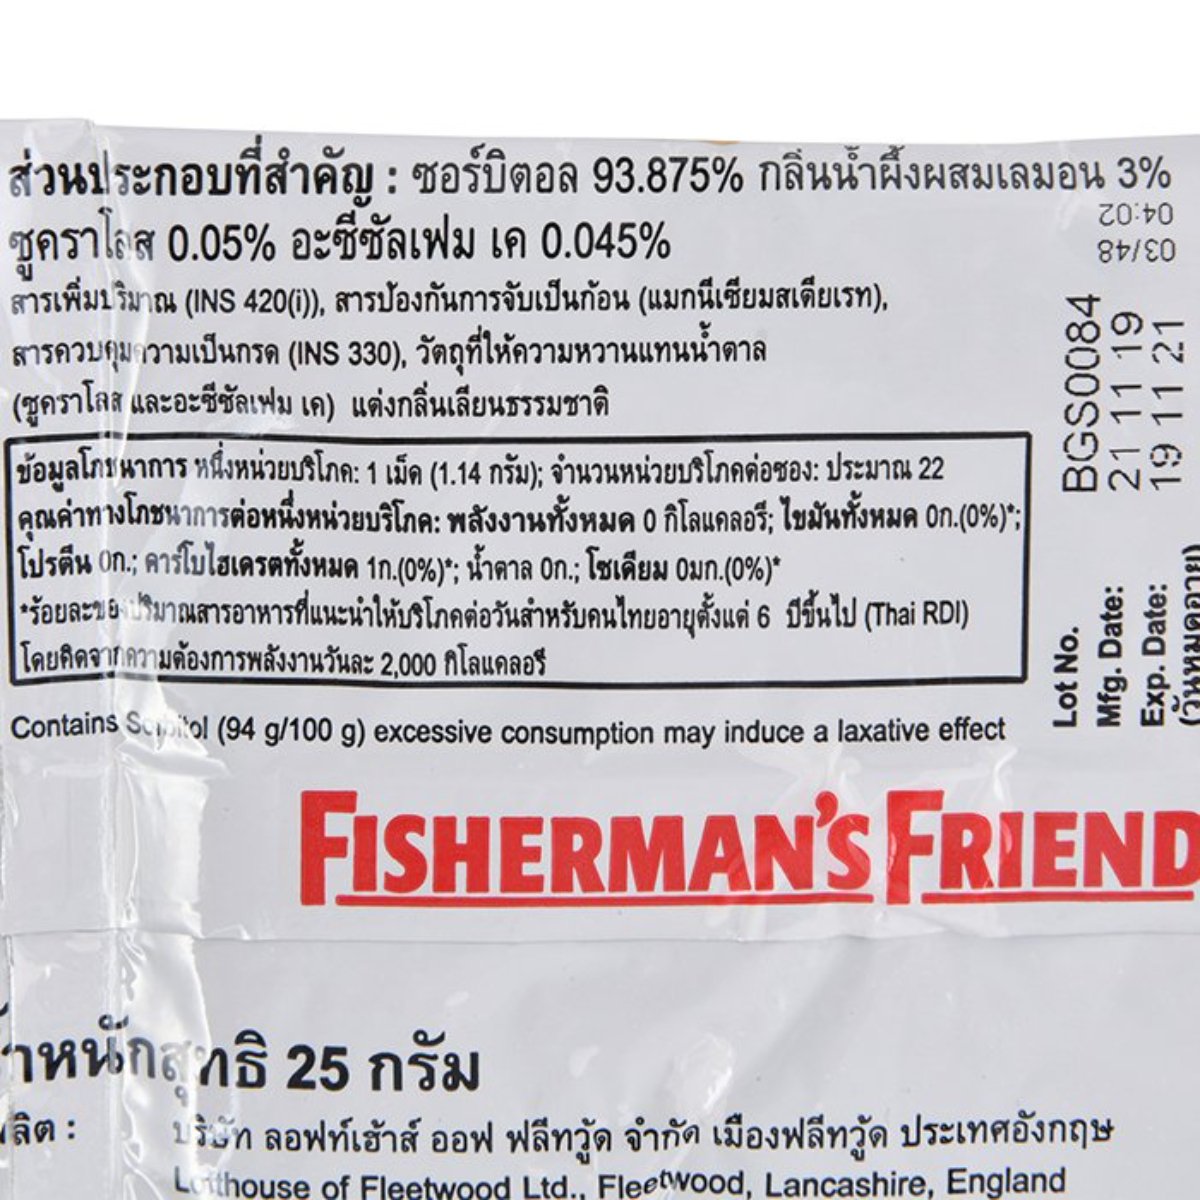 ส่วนประกอบที่สำคัญ : ซอร์บิตอล 93.875% กลิ่นน้ำผึ้งผสมเลมอน 3%
ซูคราโลส 0.05% อะซีซัลเฟม เค 0.045%
สารเพิ่มปริมาณ (INS 420(i)), สารป้องกันการจับเป็นก้อน (แมกนีเซียมสเตียเรท),
สารควบคุมความเป็นกรด (INS 330), วัตถุที่ให้ความหวานแทนน้ำตาล
(ซูคราโลส และอะซีซัลเฟม เค) แต่งกลิ่นเลียนธรรมชาติ
ข้อมูลโภชนาการ หนึ่งหน่วยบริโภค: 1 เม็ด (1.14 กรัม); จำนวนหน่วยบริโภคต่อซอง: ประมาณ 22
คุณค่าทางโภชนาการต่อหนึ่งหน่วยบริโภค: พลังงานทั้งหมด 0 กิโลแคลอรี; ไขมันทั้งหมด 0ก.(0%)*;
โปรตีน 0ก.; คาร์โบไฮเดรตทั้งหมด 1ก.(0%)*; น้ำตาล 0ก.; โซเดียม 0มก.(0%)*
*ร้อยละของปริมาณสารอาหารที่แนะนำให้บริโภคต่อวันสำหรับคนไทยอายุตั้งแต่ 6 ปีขึ้นไป (Thai RDI)
โดยคิดจากความต้องการพลังงานวันละ 2,000 กิโลแคลอรี
Contains Sorbitol (94 g/100 g) excessive consumption may induce a laxative effect
04:02
03/48
Lot No. BGS0084
Mfg. Date: 21 11 19
Exp. Date: 19 11 21
(วันหมดอายุ)
FISHERMAN'S FRIEND
น้ำหนักสุทธิ 25 กรัม
ผลิต : บริษัท ลอฟท์เฮ้าส์ ออฟ ฟลีทวู้ด จำกัด เมืองฟลีทวู้ด ประเทศอังกฤษ
Lofthouse of Fleetwood Ltd., Fleetwood, Lancashire, England